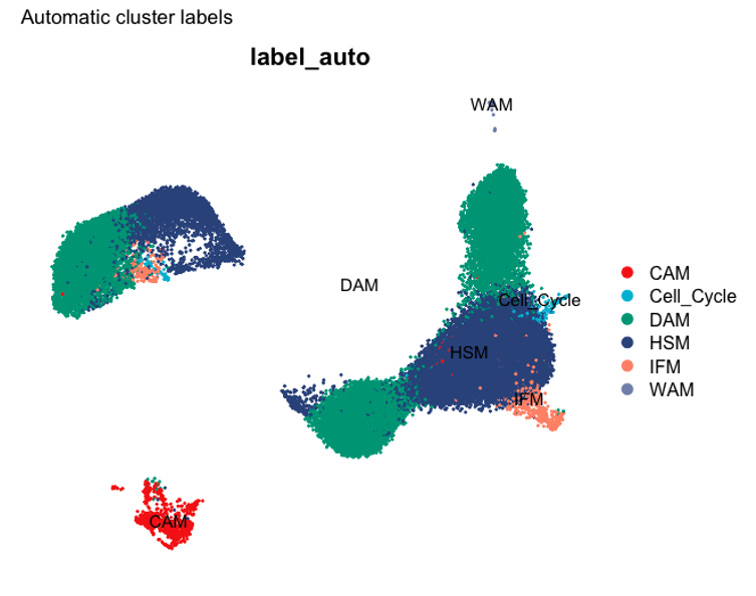 Automatic cluster labels
label_auto
WAM
DAM
Cell_Cycle
HSM
IFM
CAM
CAM
Cell_Cycle
DAM
HSM
IFM
WAM